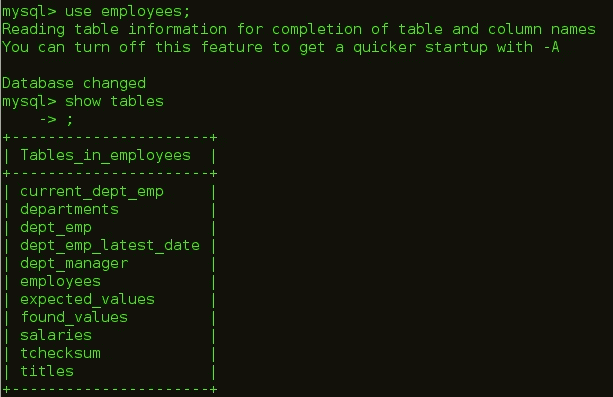 mysql> use employees;
Reading table information for completion of table and column names
You can turn off this feature to get a quicker startup with -A

Database changed
mysql> show tables
    -> ;
+----------------------+
| Tables_in_employees  |
+----------------------+
| current_dept_emp     |
| departments          |
| dept_emp             |
| dept_emp_latest_date |
| dept_manager         |
| employees            |
| expected_values      |
| found_values         |
| salaries             |
| tchecksum            |
| titles               |
+----------------------+